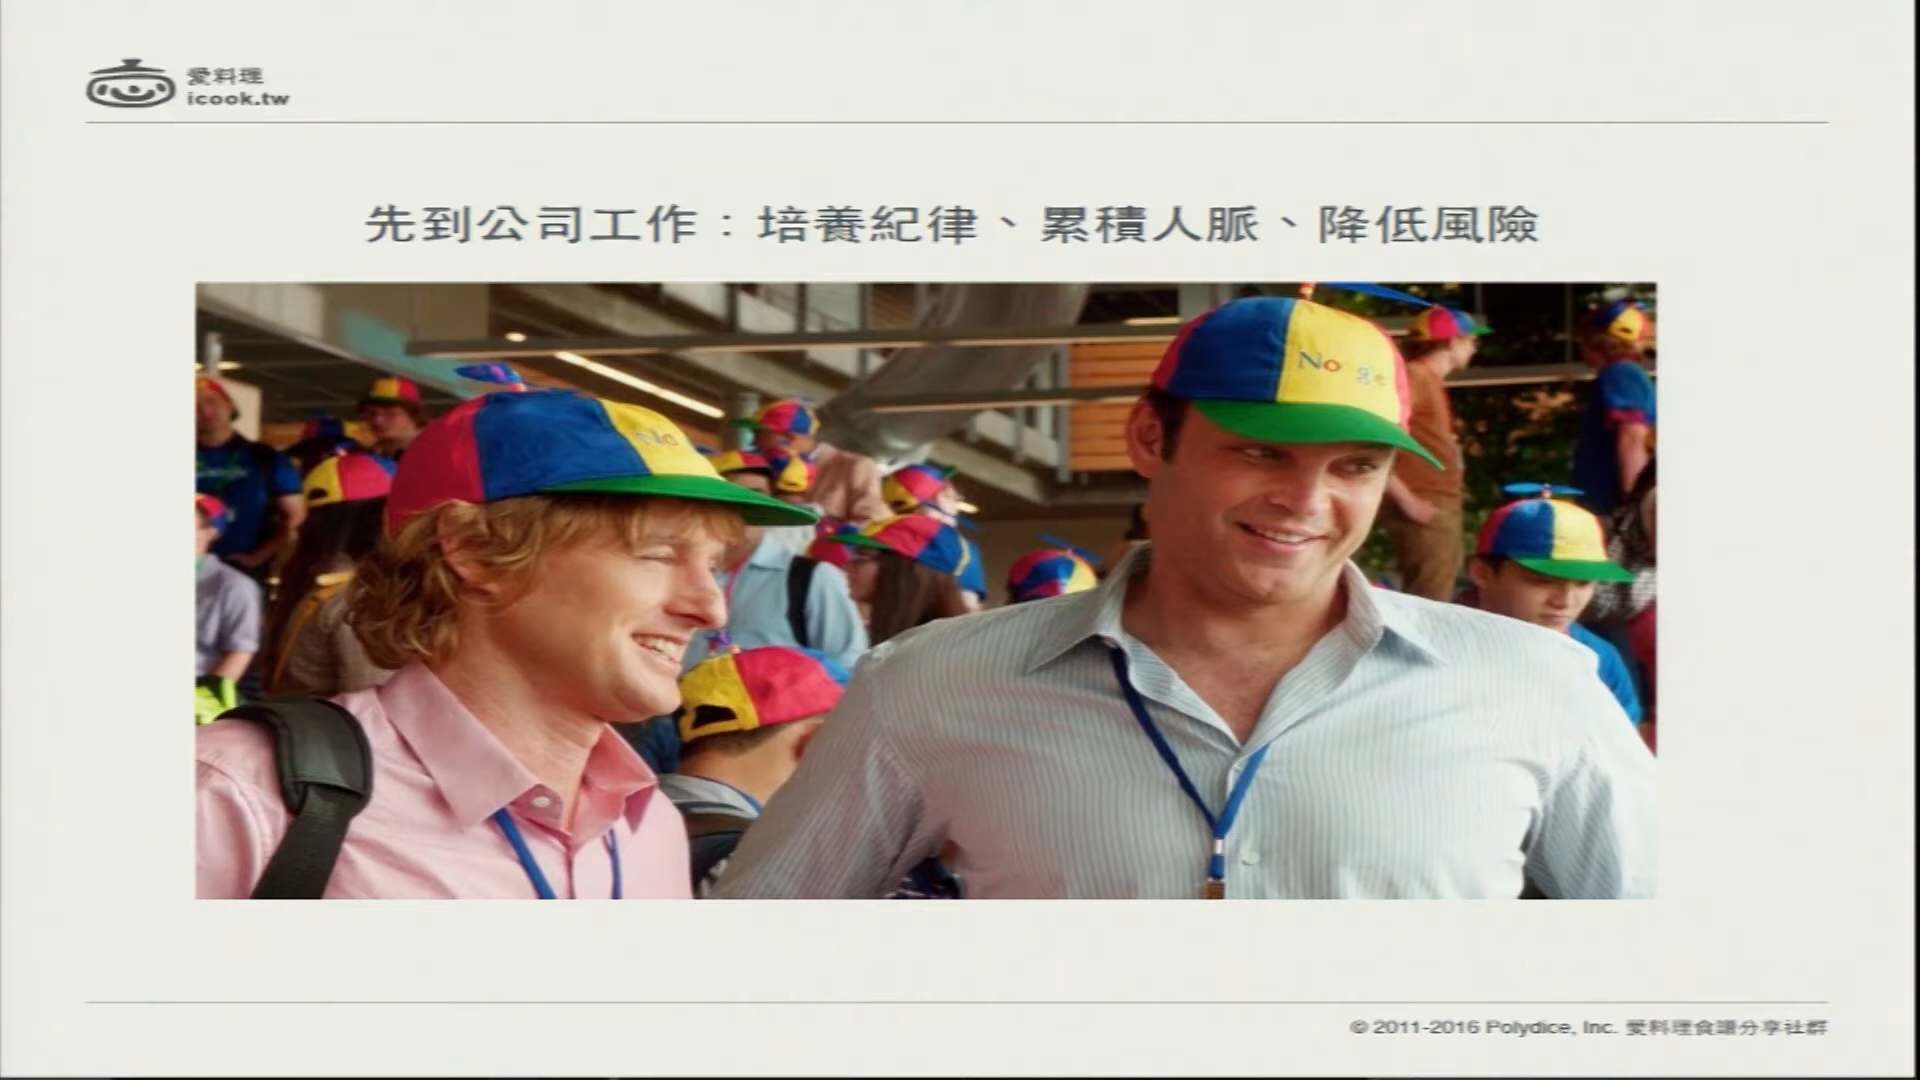 愛料理
icook.tw
先到公司工作：培養紀律、累積人脈、降低風險
No
© 2011-2016 Polydice, Inc. 愛料理食譜分享社群